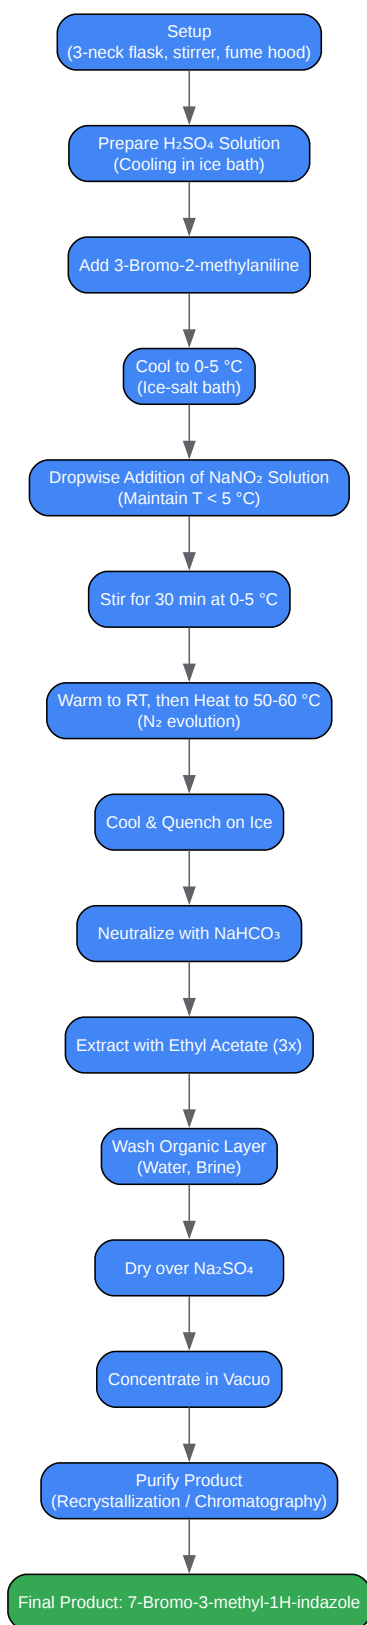 Setup
(3-neck flask, stirrer, fume hood)
Prepare H₂SO₄ Solution
(Cooling in ice bath)
Add 3-Bromo-2-methylaniline
Cool to 0-5 °C
(Ice-salt bath)
Dropwise Addition of NaNO₂ Solution
(Maintain T < 5 °C)
Stir for 30 min at 0-5 °C
Warm to RT, then Heat to 50-60 °C
(N₂ evolution)
Cool & Quench on Ice
Neutralize with NaHCO₃
Extract with Ethyl Acetate (3x)
Wash Organic Layer
(Water, Brine)
Dry over Na₂SO₄
Concentrate in Vacuo
Purify Product
(Recrystallization / Chromatography)
Final Product: 7-Bromo-3-methyl-1H-indazole